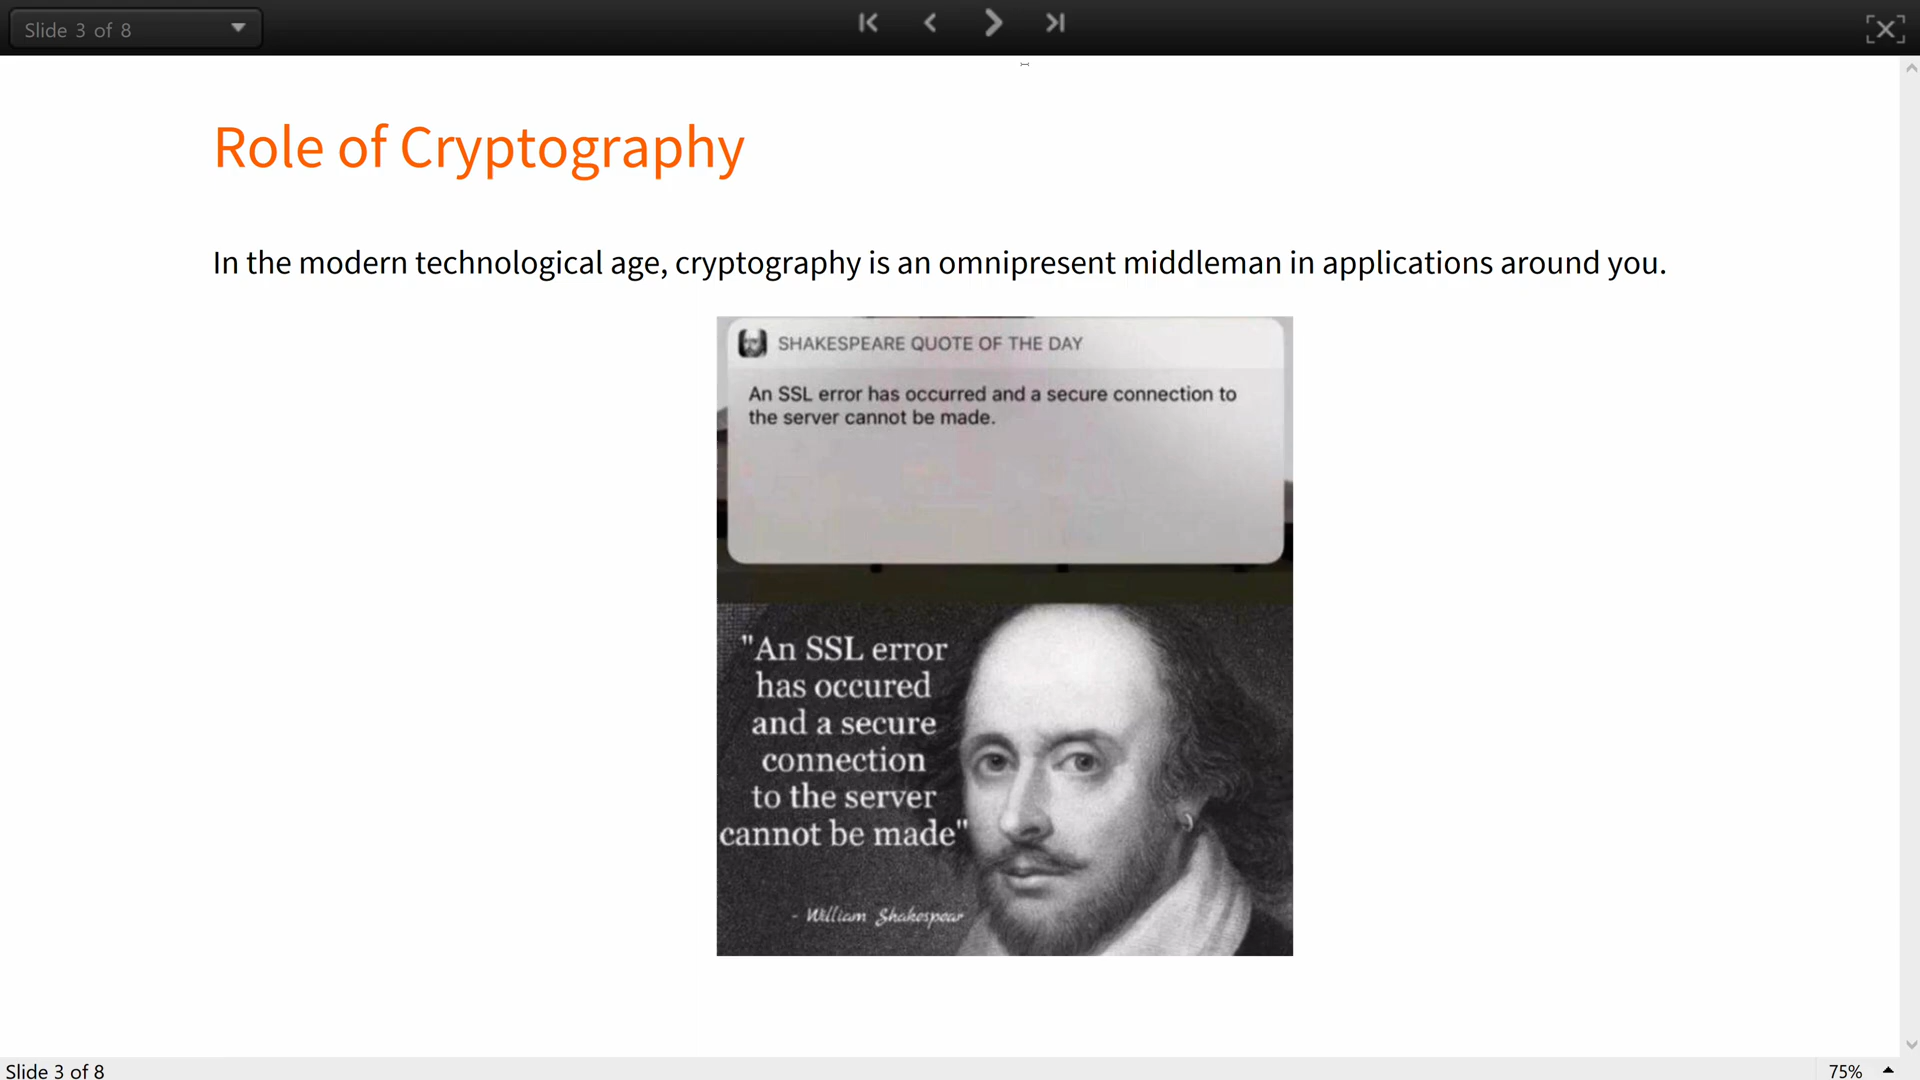 Slide 3 of 8
Role of Cryptography
In the modern technological age, cryptography is an omnipresent middleman in applications around you.
SHAKESPEARE QUOTE OF THE DAY
An SSL error has occurred and a secure connection to
the server cannot be made.
"An SSL error
has occured
and a secure
connection
to the server
cannot be made"
- William Shakespear
Slide 3 of 8
75%